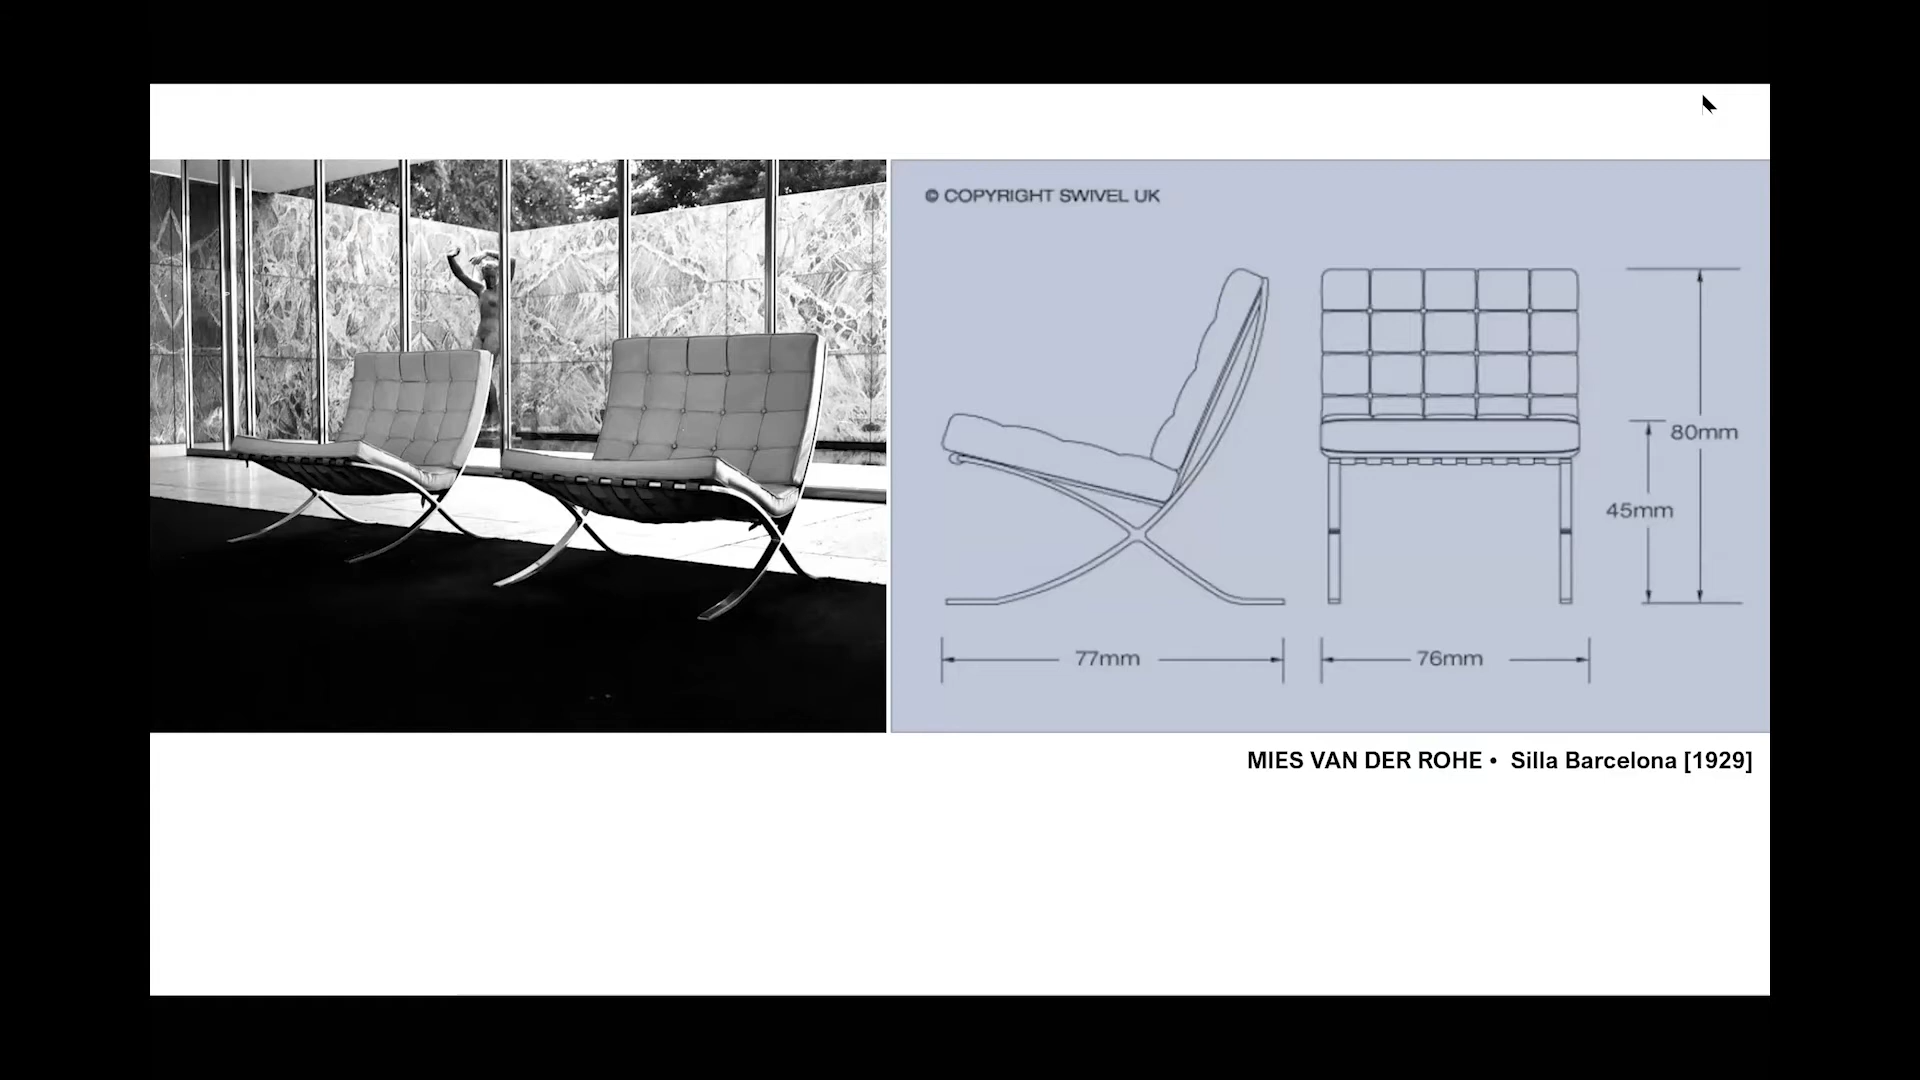 © COPYRIGHT SWIVEL UK
80mm
45mm
77mm
76mm
MIES VAN DER ROHE • Silla Barcelona [1929]